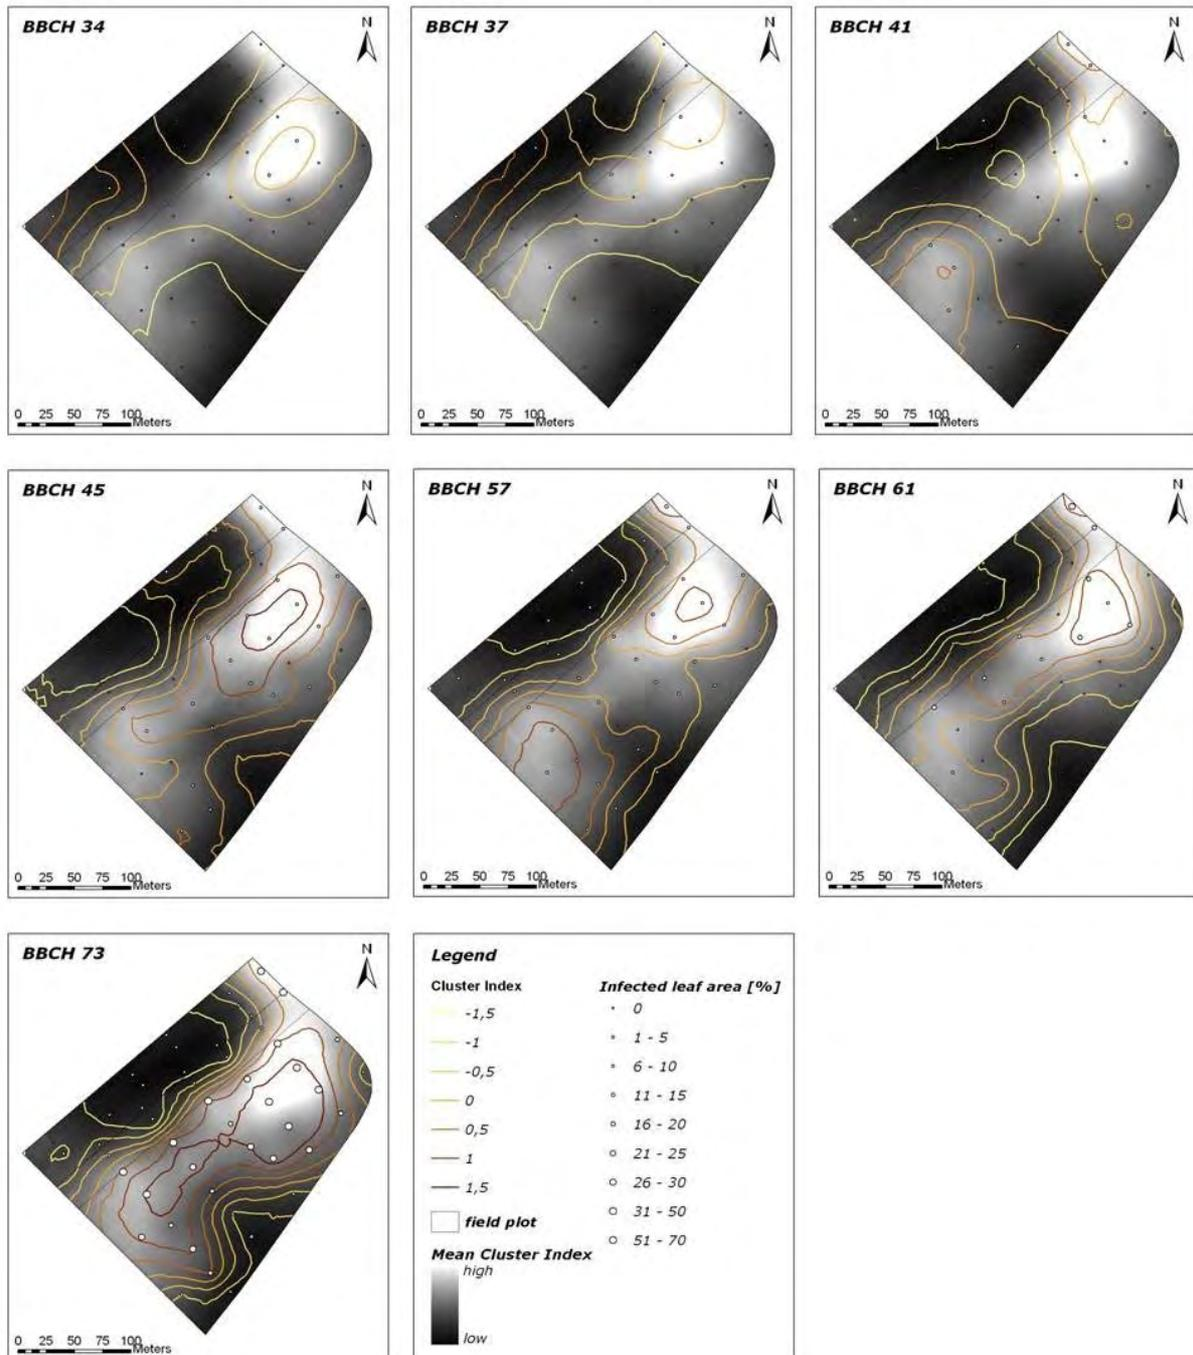 BBCH 34
N
0 25 50 75 100
Meters
BBCH 37
N
0 25 50 75 100
Meters
BBCH 41
N
0 25 50 75 100
Meters
BBCH 45
N
0 25 50 75 100
Meters
BBCH 57
N
0 25 50 75 100
Meters
BBCH 61
N
0 25 50 75 100
Meters
BBCH 73
N
0 25 50 75 100
Meters
Legend
Cluster Index
-1,5
-1
-0,5
0
0,5
1
1,5
field plot
Mean Cluster Index
high
low
Infected leaf area [%]
0
1 - 5
6 - 10
11 - 15
16 - 20
21 - 25
26 - 30
31 - 50
51 - 70